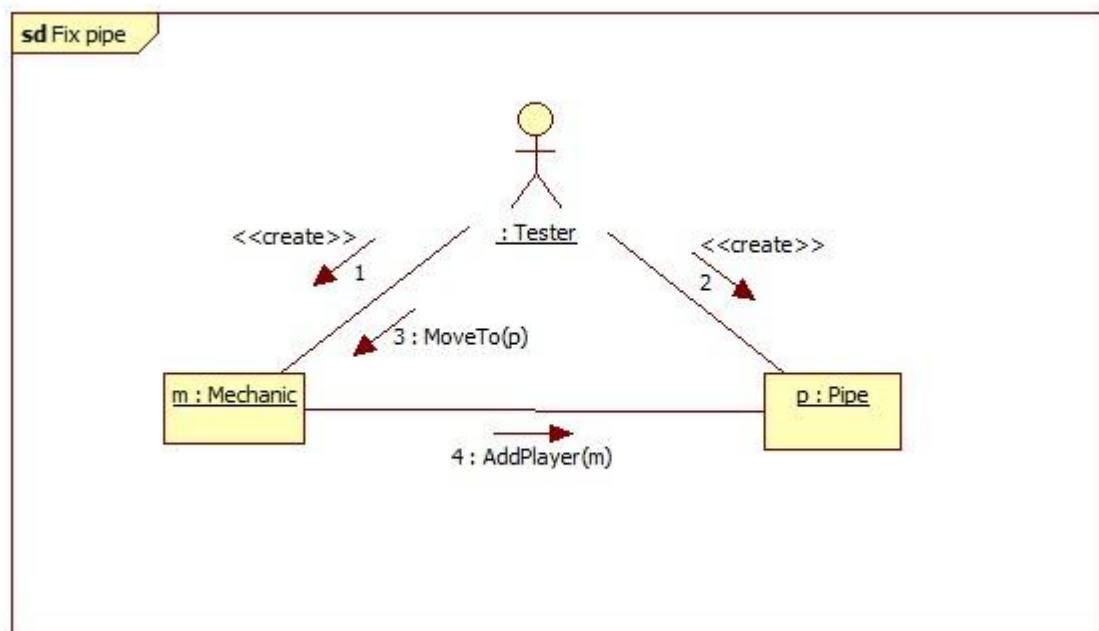 sd Fix pipe
: Tester
<<create>>
<<create>>
1
2
3 : MoveTo(p)
m : Mechanic
p : Pipe
4 : AddPlayer(m)